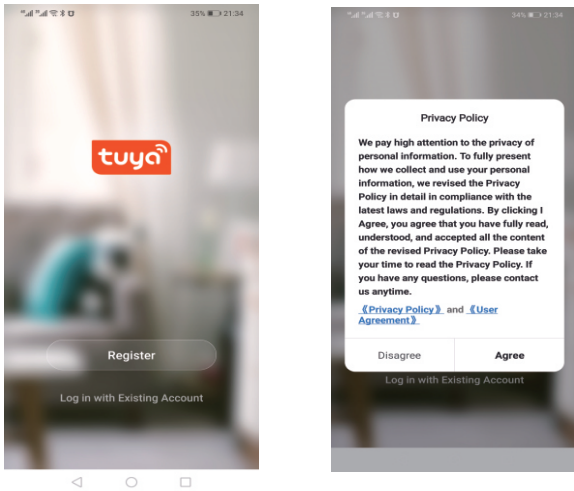 35% 21:34
tuya
Register
Log in with Existing Account
34% 21:34
Privacy Policy
We pay high attention to the privacy of
personal information. To fully present
how we collect and use your personal
information, we revised the Privacy
Policy in detail in compliance with the
latest laws and regulations. By clicking I
Agree, you agree that you have fully read,
understood, and accepted all the content
of the revised Privacy Policy. Please take
your time to read the Privacy Policy. If
you have any questions, please contact
us anytime.
《Privacy Policy》 and 《User
Agreement》
Disagree Agree
Log in with Existing Account